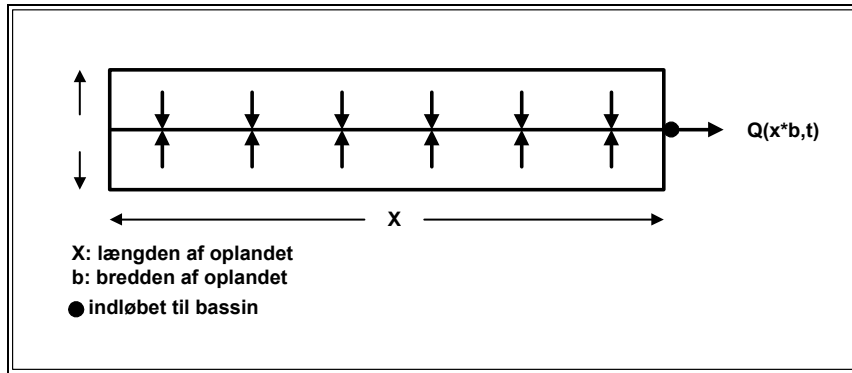 Q(x*b,t)
X
X: længden af oplandet
b: bredden af oplandet
indløbet til bassin